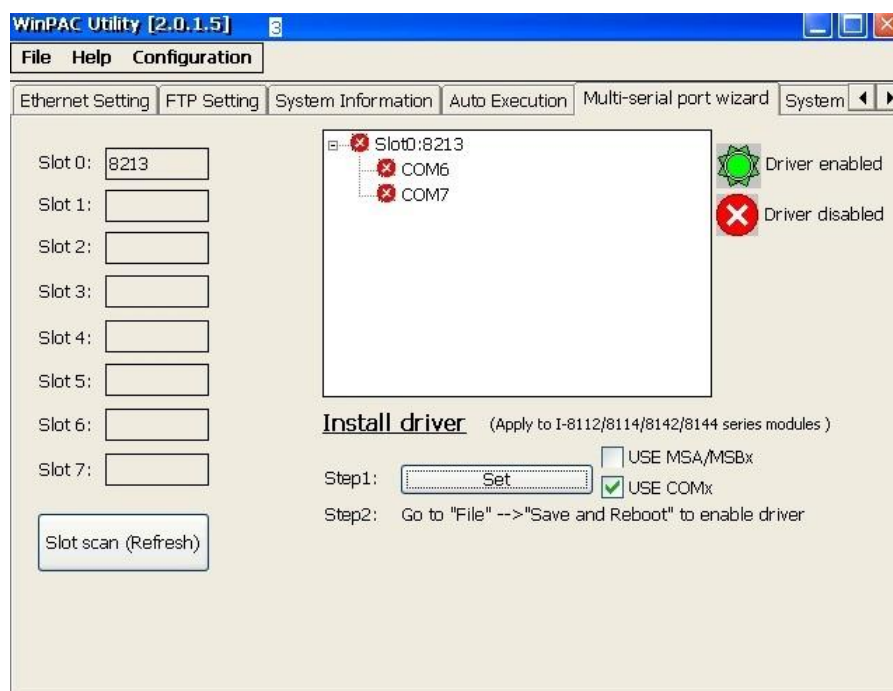 WinPAC Utility [2.0.1.5] 3
File Help Configuration
Ethernet Setting FTP Setting System Information Auto Execution Multi-serial port wizard System
Slot 0: 8213
Slot 1:
Slot 2:
Slot 3:
Slot 4:
Slot 5:
Slot 6:
Slot 7:
Slot scan (Refresh)
Slot0:8213
COM6
COM7
Driver enabled
Driver disabled
Install driver (Apply to I-8112/8114/8142/8144 series modules )
USE MSA/MSBx
Step1: Set USE COMx
Step2: Go to "File" -->"Save and Reboot" to enable driver